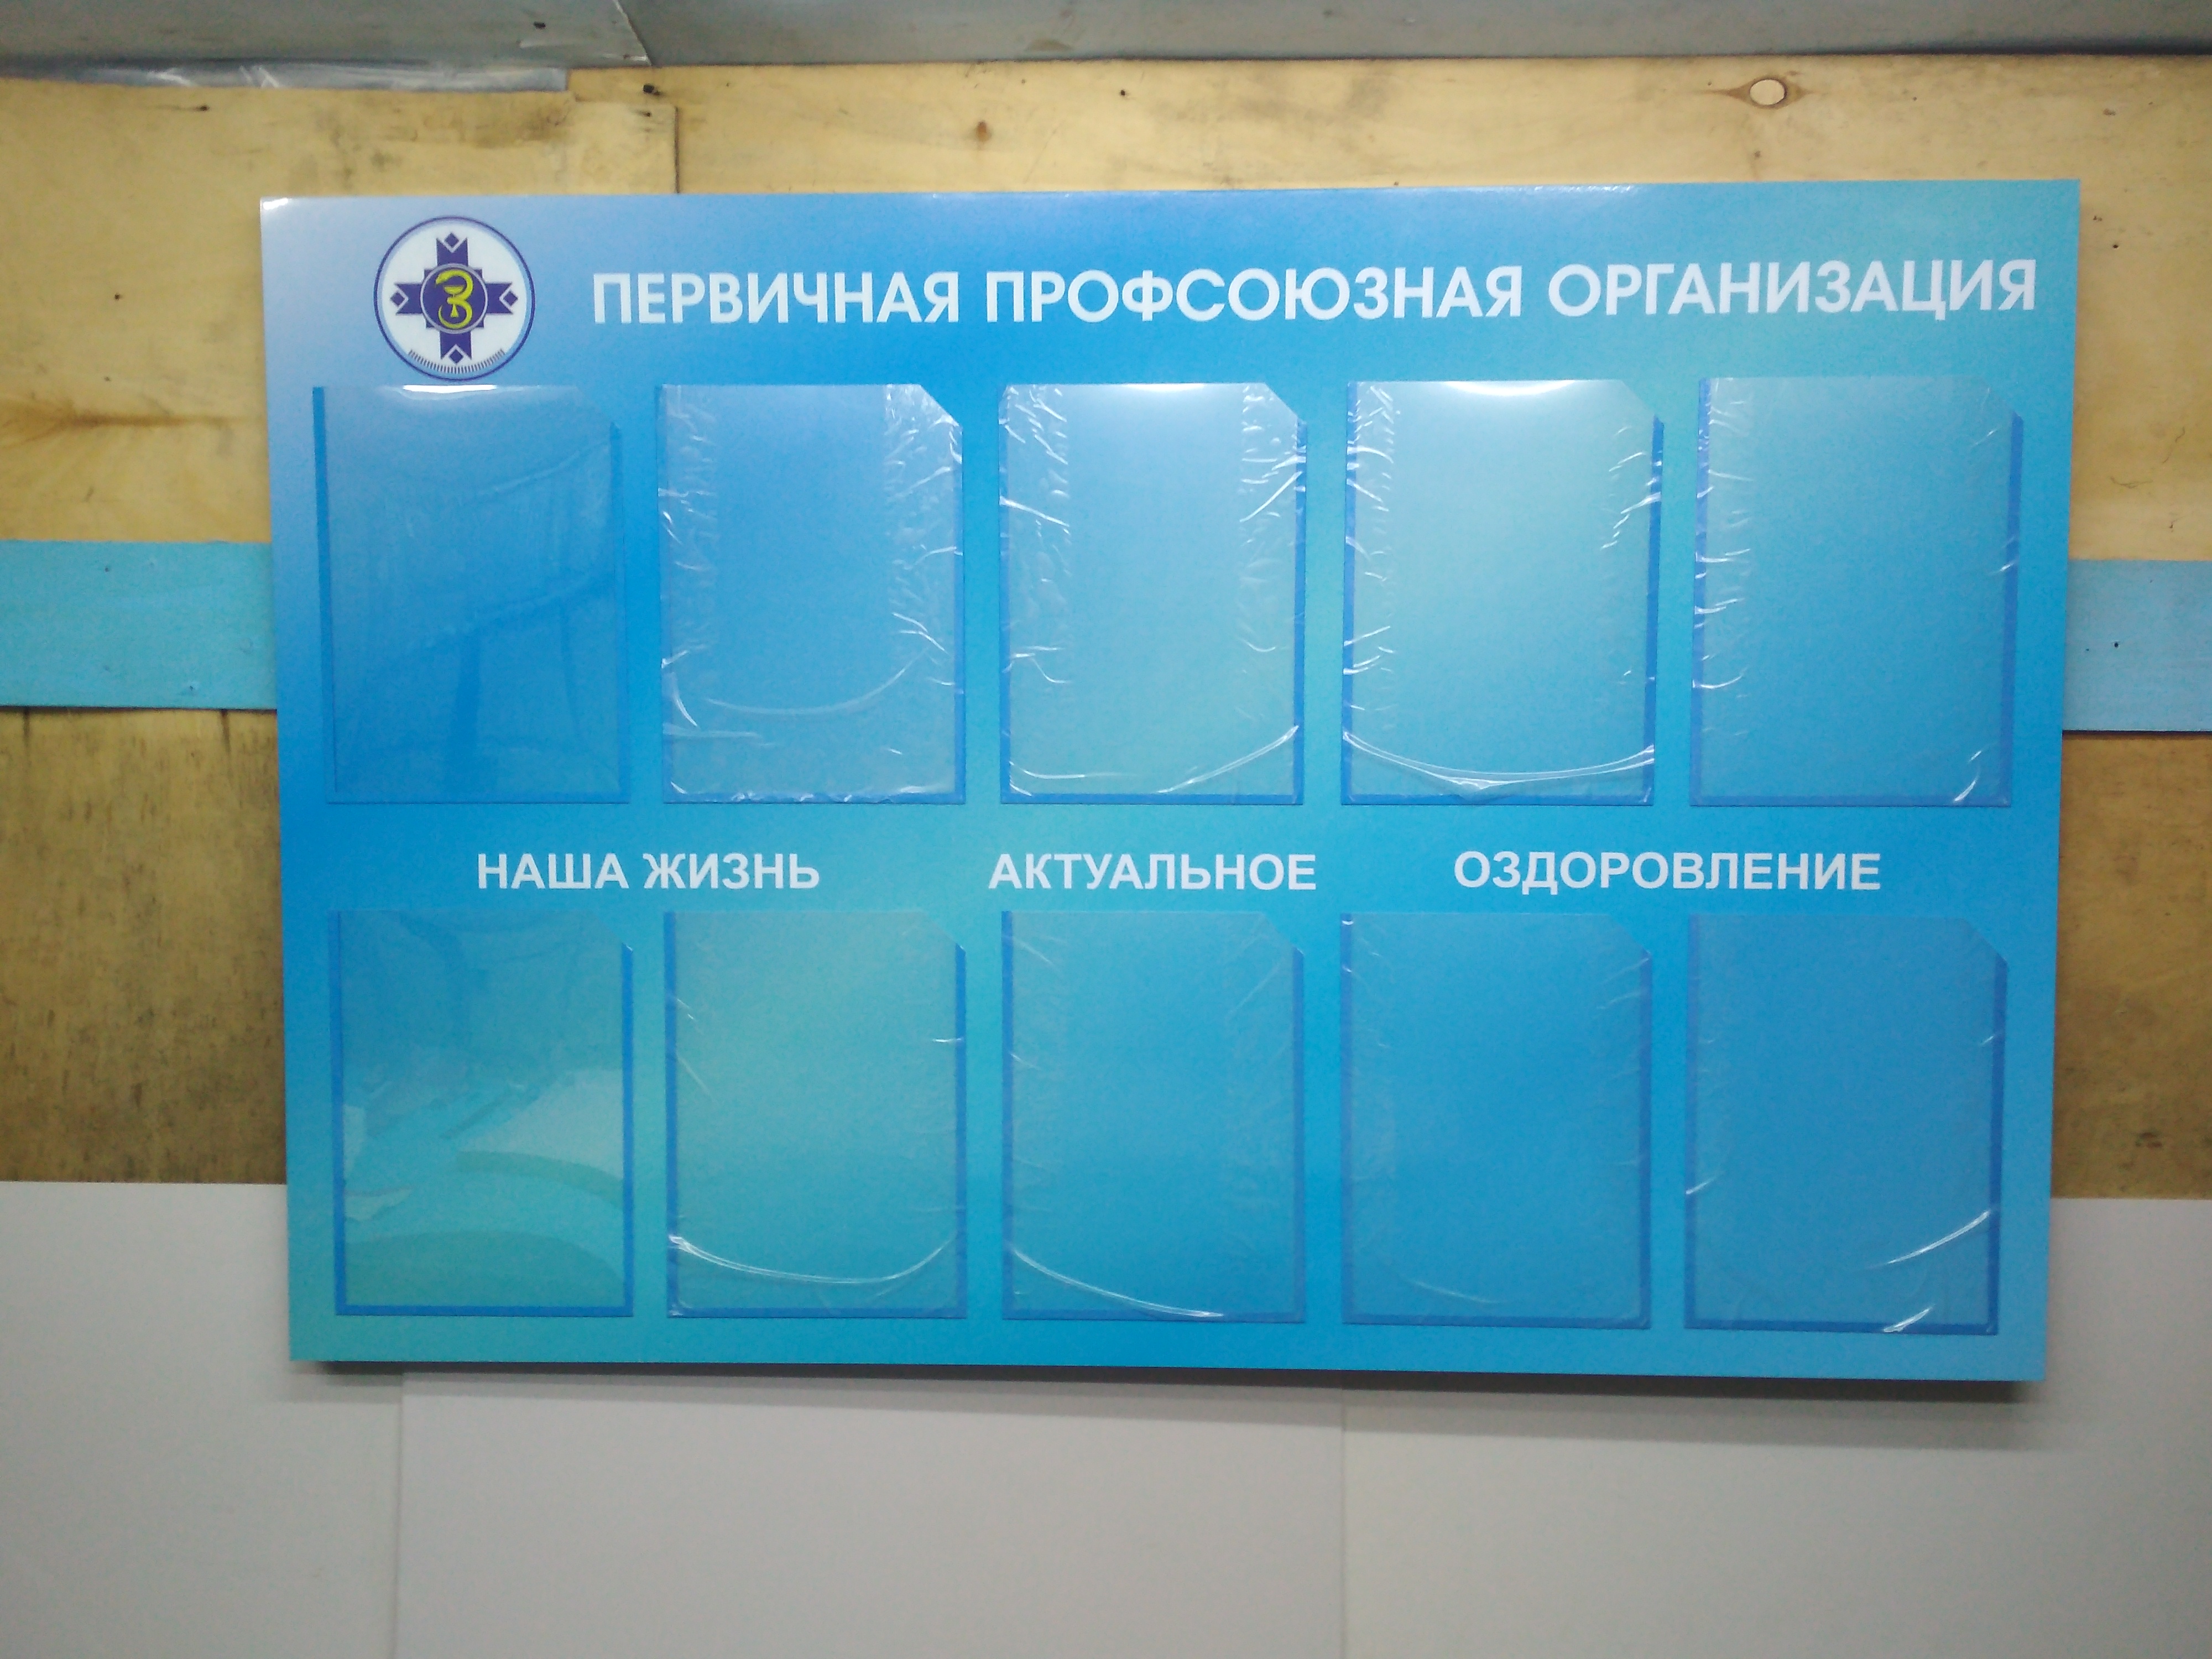 ПЕРВИЧНАЯ ПРОФСОЮЗНАЯ ОРГАНИЗАЦИЯ
НАША ЖИЗНЬ
АКТУАЛЬНОЕ
ОЗДОРОВЛЕНИЕ